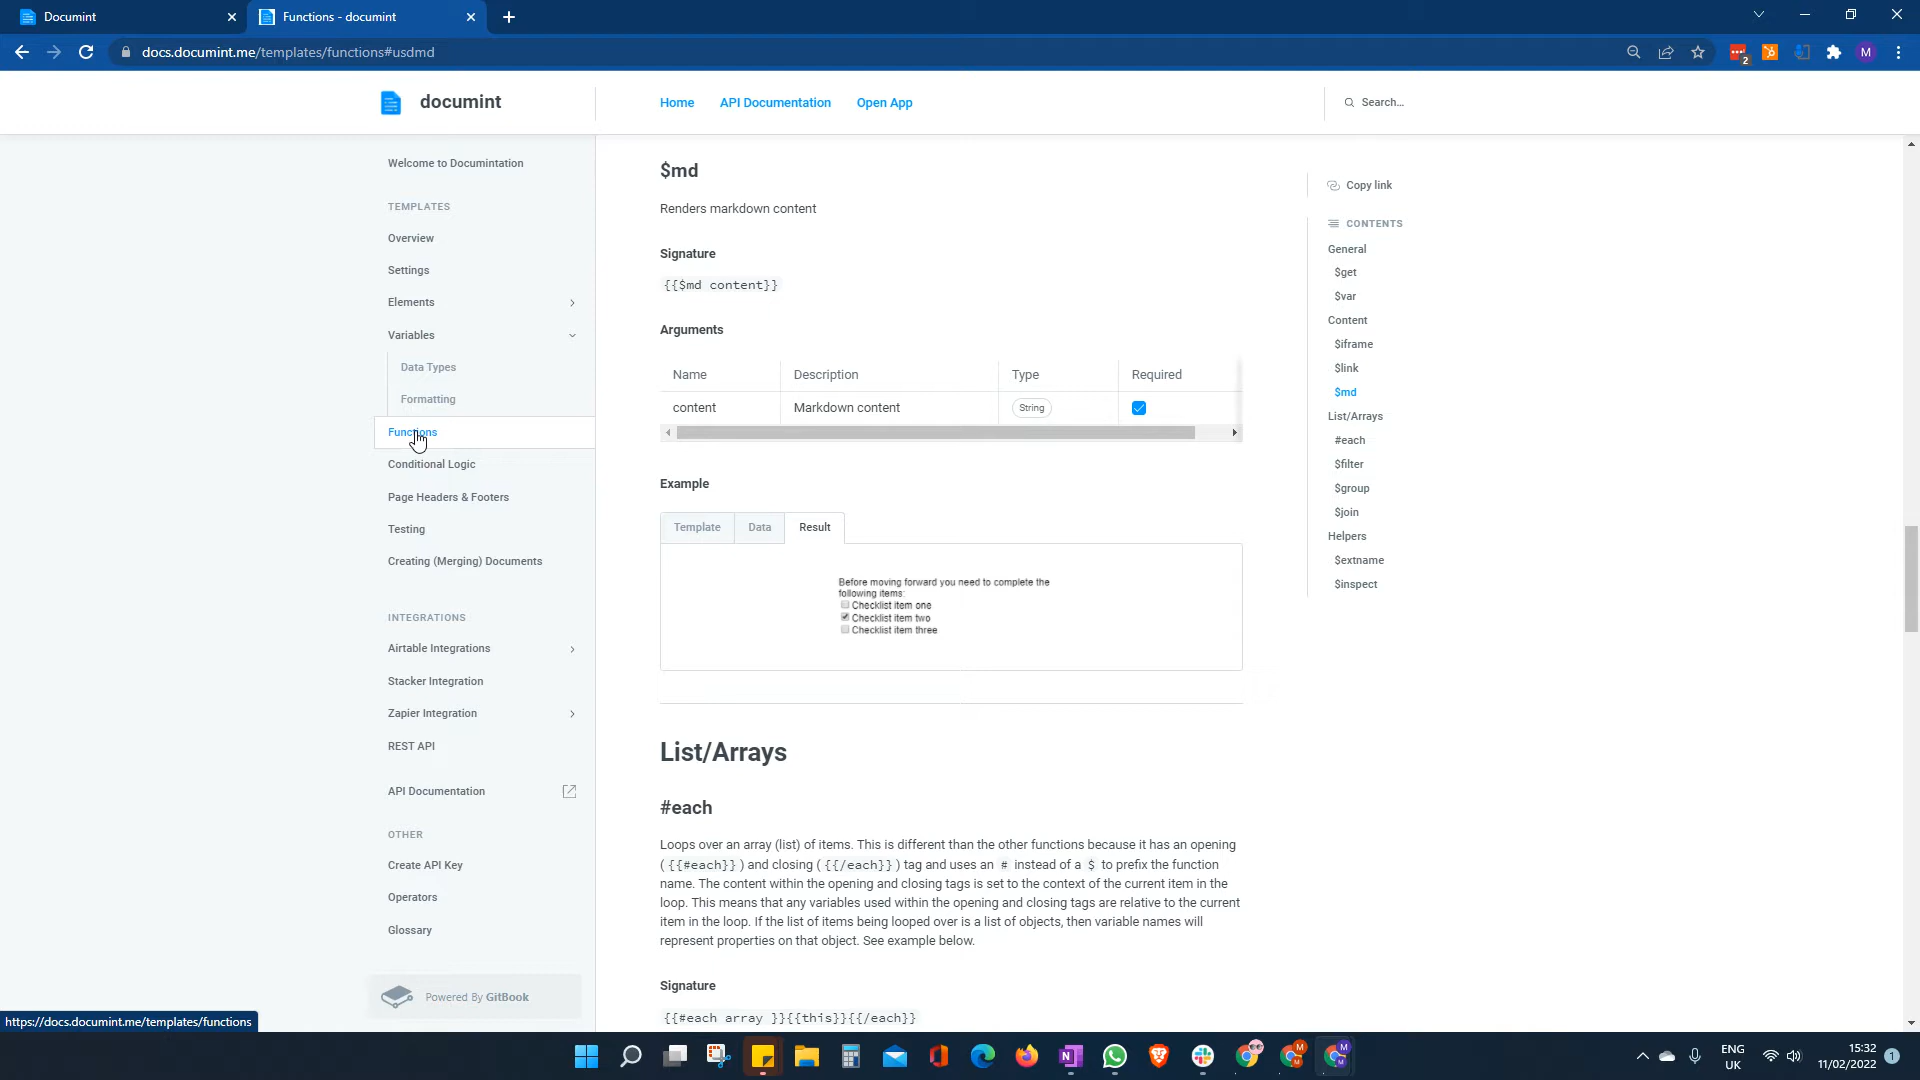 Documint
Functions - documint
docs.documint.me/templates/functions#usdmd
2
M
documint
Home
API Documentation
Open App
Search...
Welcome to Documintation
TEMPLATES
Overview
Settings
Elements
Variables
Data Types
Formatting
Functions
Conditional Logic
Page Headers & Footers
Testing
Creating (Merging) Documents
INTEGRATIONS
Airtable Integrations
Stacker Integration
Zapier Integration
REST API
API Documentation
OTHER
Create API Key
Operators
Glossary
Powered By GitBook
https://docs.documint.me/templates/functions
$md
Renders markdown content
Signature
{{$md content}}
Arguments
Name Description Type Required
content Markdown content String
Example
Template Data Result
Before moving forward you need to complete the
following items:
Checklist item one
Checklist item two
Checklist item three
List/Arrays
#each
Loops over an array (list) of items. This is different than the other functions because it has an opening
( {{#each}} ) and closing ( {{/each}} ) tag and uses an # instead of a $ to prefix the function
name. The content within the opening and closing tags is set to the context of the current item in the
loop. This means that any variables used within the opening and closing tags are relative to the current
item in the loop. If the list of items being looped over is a list of objects, then variable names will
represent properties on that object. See example below.
Signature
{{#each array }}{{this}}{{/each}}
Copy link
CONTENTS
General
$get
$var
Content
$iframe
$link
$md
List/Arrays
#each
$filter
$group
$join
Helpers
$extname
$inspect
N
M
M
ENG
UK
15:32
11/02/2022
1